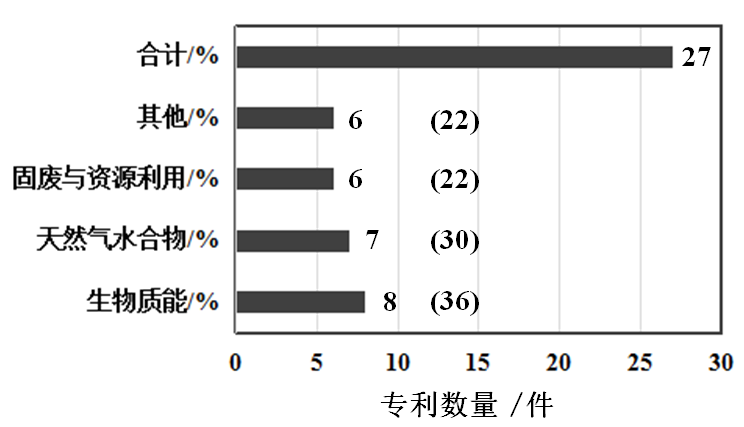 合计/% 27
其他/% 6 (22)
固废与资源利用/% 6 (22)
天然气水合物/% 7 (30)
生物质能/% 8 (36)
0 5 10 15 20 25 30
专利数量 /件